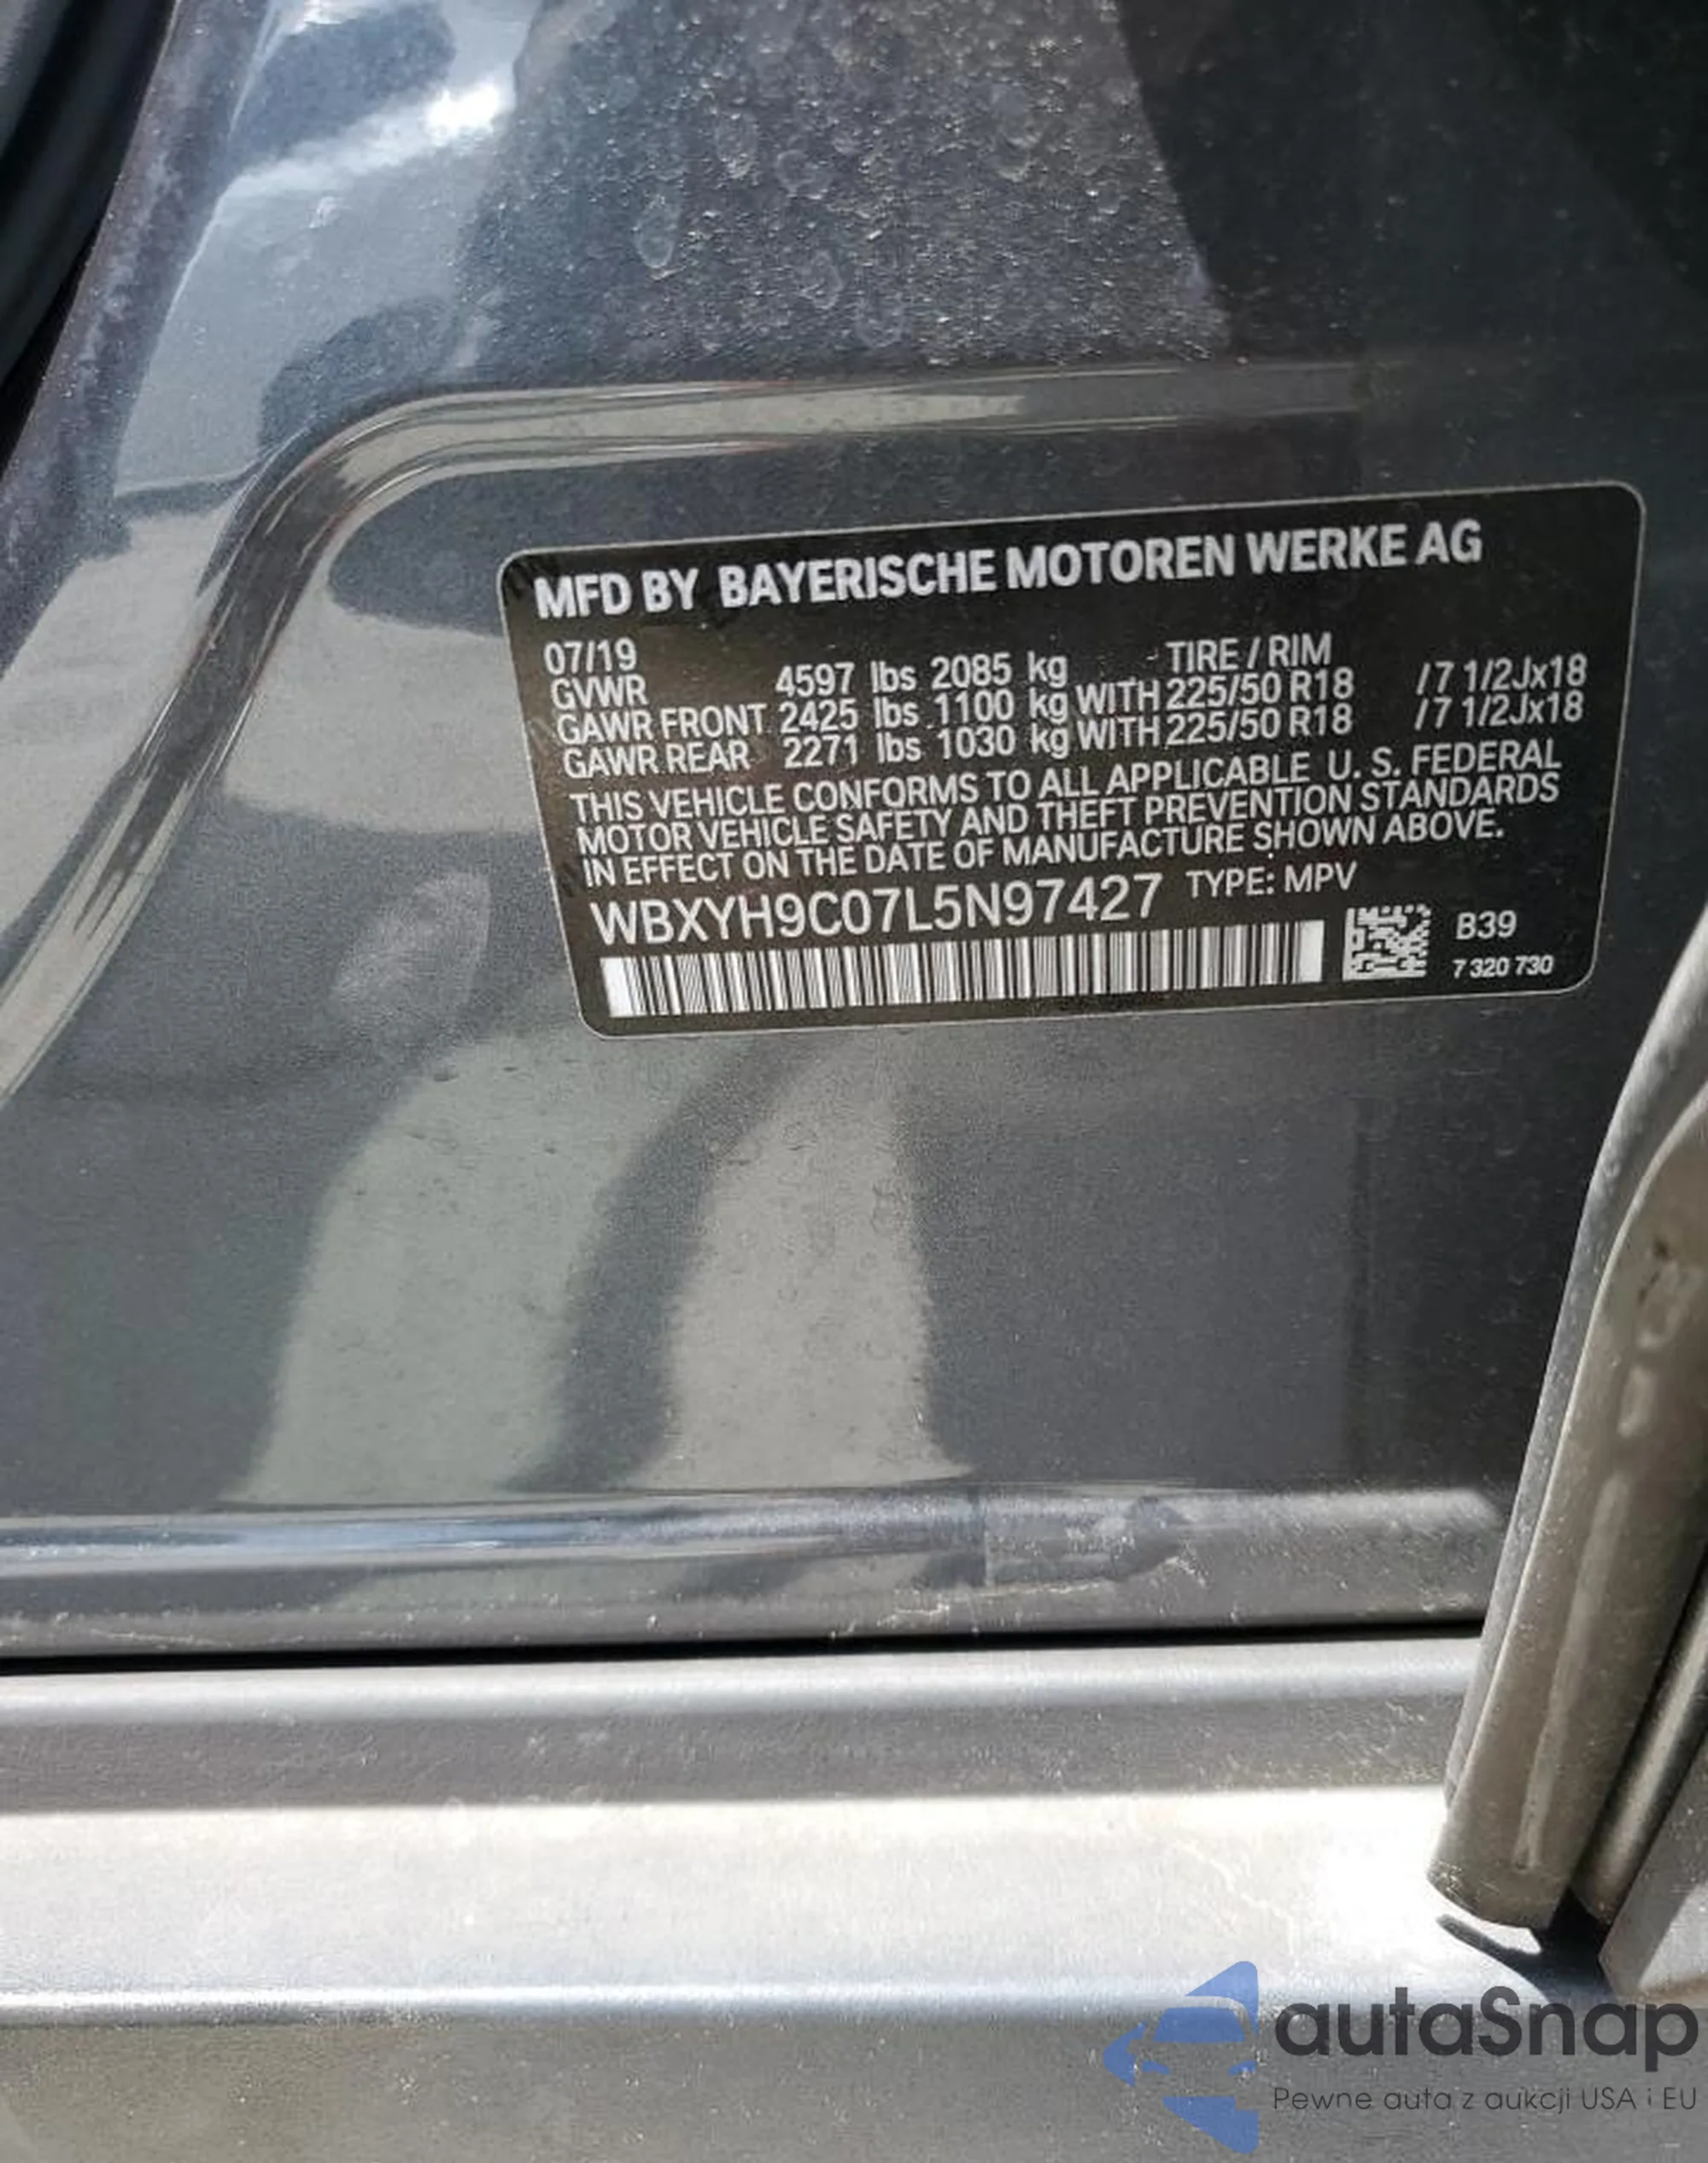 MFD BY BAYERISCHE MOTOREN WERKE AG
07/19 TIRE / RIM
GVWR 4597 lbs 2085 kg
GAWR FRONT 2425 lbs 1100 kg WITH 225/50 R18 /7 1/2Jx18
GAWR REAR 2271 lbs 1030 kg WITH 225/50 R18 /7 1/2Jx18
THIS VEHICLE CONFORMS TO ALL APPLICABLE U. S. FEDERAL
MOTOR VEHICLE SAFETY AND THEFT PREVENTION STANDARDS
IN EFFECT ON THE DATE OF MANUFACTURE SHOWN ABOVE.
WBXYH9C07L5N97427 TYPE: MPV
B39
7 320 730
autaSnap
Pewne auta z aukcji USA i EU